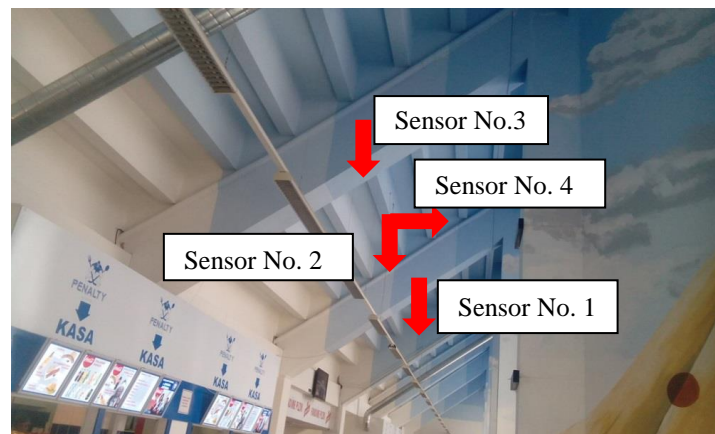 Sensor No.3
Sensor No. 4
Sensor No. 2
Sensor No. 1
PENALTY
KASA
PENALTY
KASA
PENALTY
KASA
KASA